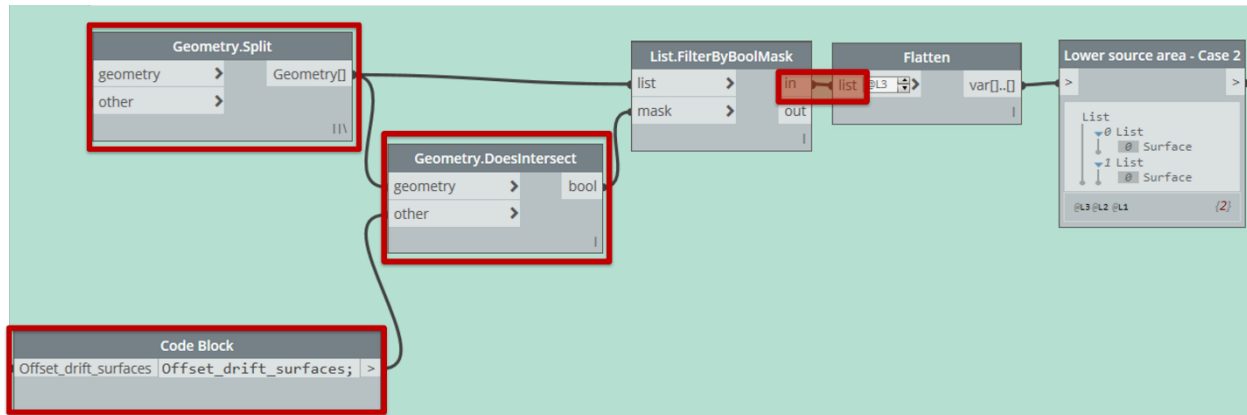 Geometry.Split
geometry > Geometry[]
other >
List.FilterByBoolMask
list > in
mask > out
Flatten
list @L3 > var[]..[]
Lower source area - Case 2
> >
List
0 List
0 Surface
1 List
0 Surface
@L3 @L2 @L1 {2}
Geometry.DoesIntersect
geometry > bool
other >
Code Block
Offset_drift_surfaces Offset_drift_surfaces; >